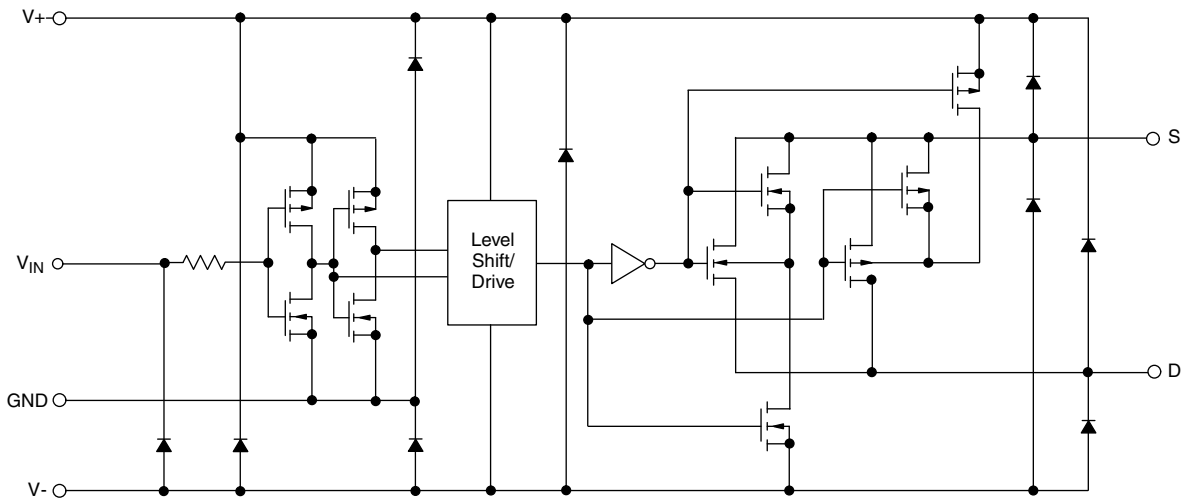 V+
S
Level
Shift/
Drive
VIN
D
GND
V-